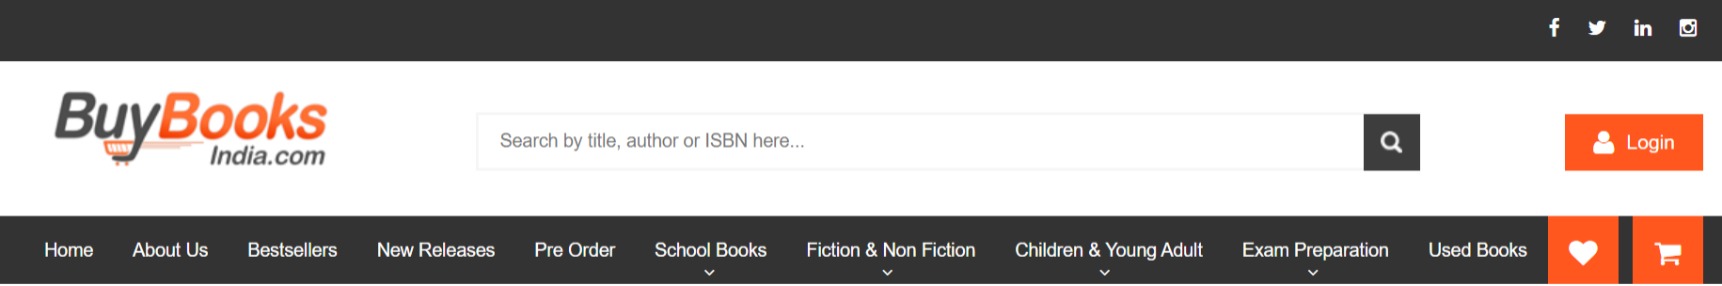 BuyBooks
India.com
Search by title, author or ISBN here...
Login
Home About Us Bestsellers New Releases Pre Order School Books Fiction & Non Fiction Children & Young Adult Exam Preparation Used Books